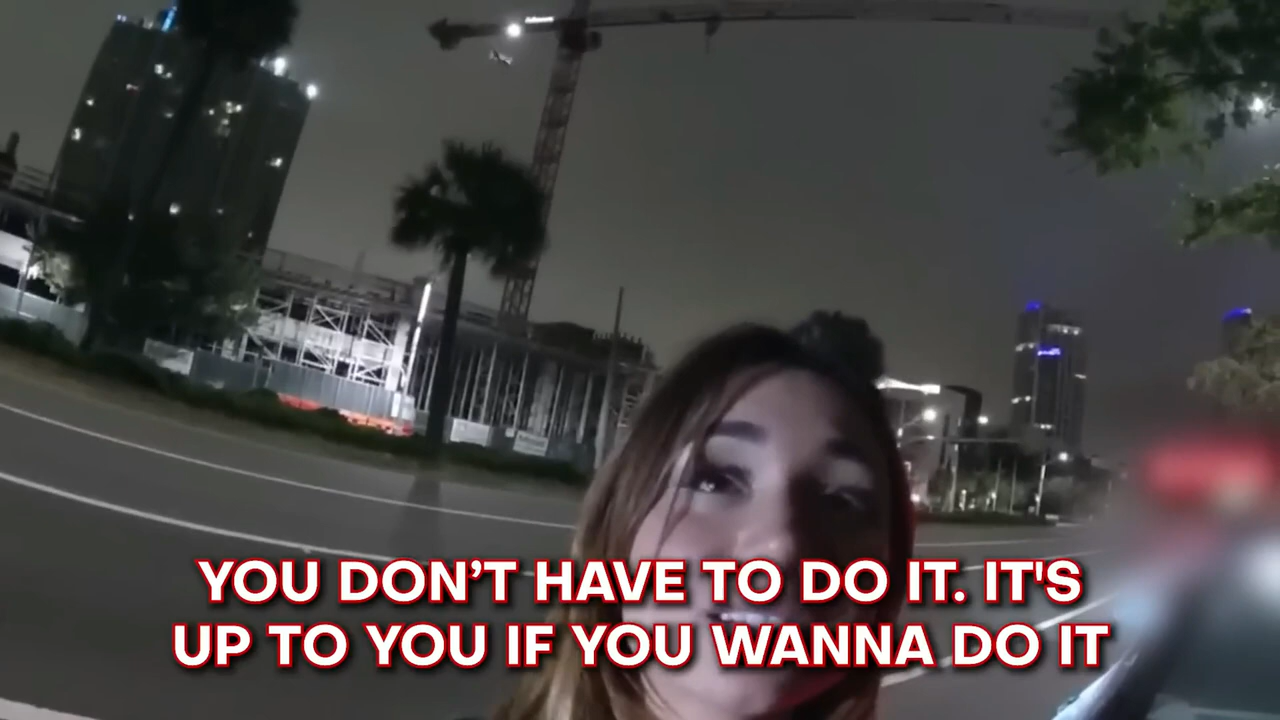 YOU DON’T HAVE TO DO IT. IT'S
UP TO YOU IF YOU WANNA DO IT